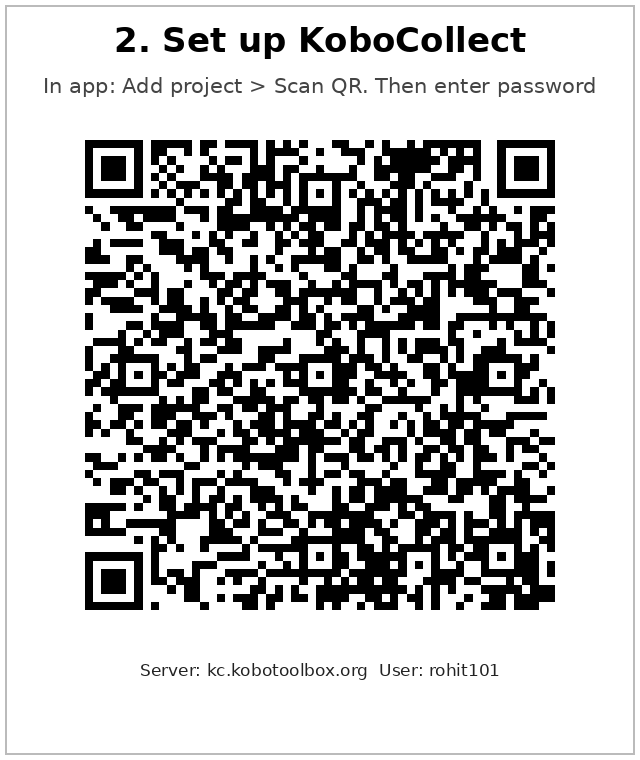 2. Set up KoboCollect
In app: Add project > Scan QR. Then enter password
Server: kc.kobotoolbox.org  User: rohit101